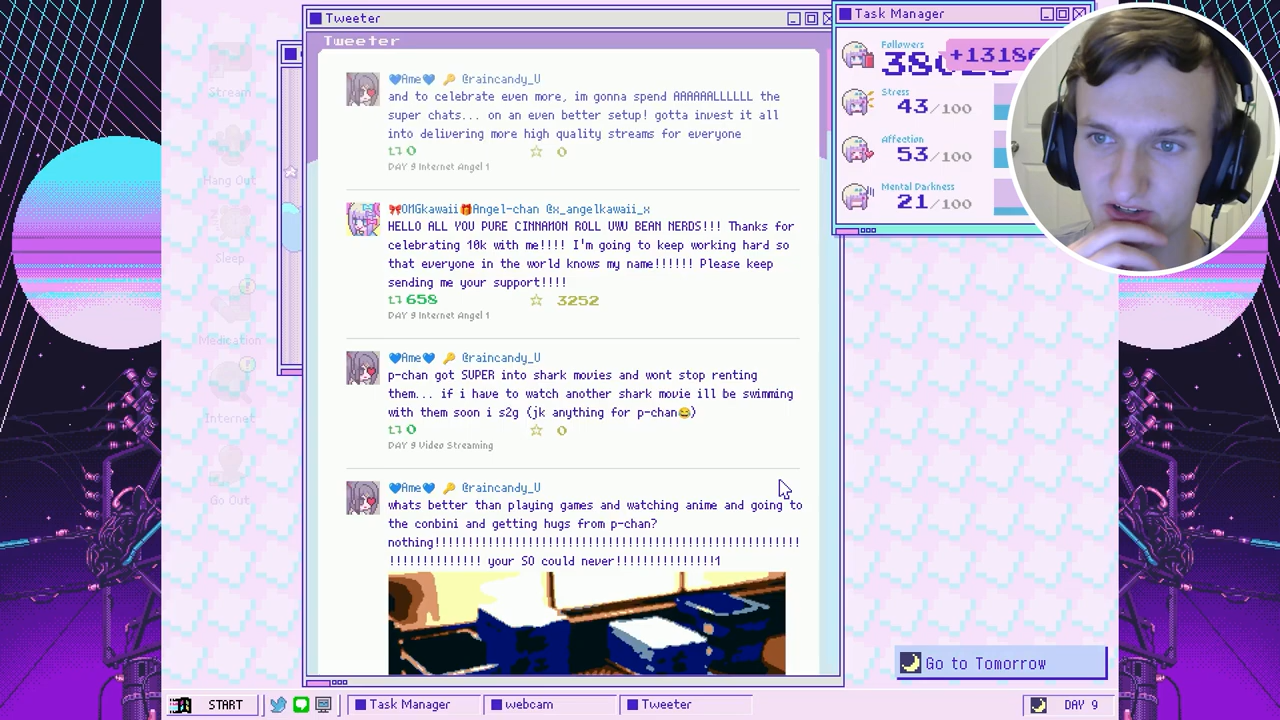 Tweeter
Tweeter
💙Ame💙 🔑 @raincandy_U
and to celebrate even more, im gonna spend AAAAAALLLLLL the
super chats... on an even better setup! gotta invest it all
into delivering more high quality streams for everyone
0
0
DAY 9 Internet Angel 1
🎀OMGkawaii🎁Angel-chan @x_angelkawaii_x
HELLO ALL YOU PURE CINNAMON ROLL UWU BEAN NERDS!!! Thanks for
celebrating 10k with me!!!! I'm going to keep working hard so
that everyone in the world knows my name!!!!!! Please keep
sending me your support!!!!
658
3252
DAY 9 Internet Angel 1
💙Ame💙 🔑 @raincandy_U
p-chan got SUPER into shark movies and wont stop renting
them... if i have to watch another shark movie ill be swimming
with them soon i s2g (jk anything for p-chan😂)
0
0
DAY 9 Video Streaming
💙Ame💙 🔑 @raincandy_U
whats better than playing games and watching anime and going to
the conbini and getting hugs from p-chan?
nothing!!!!!!!!!!!!!!!!!!!!!!!!!!!!!!!!!!!!!!!!!!!!!!!!!!!!!!
!!!!!!!!!!!!!! your SO could never!!!!!!!!!!!!!!!1
Task Manager
Followers
+13186
Stress
43/100
Affection
53/100
Mental Darkness
21/100
Stream
Hang Out
Sleep
Medication
Internet
Go Out
Go to Tomorrow
START
Task Manager
webcam
Tweeter
DAY 9